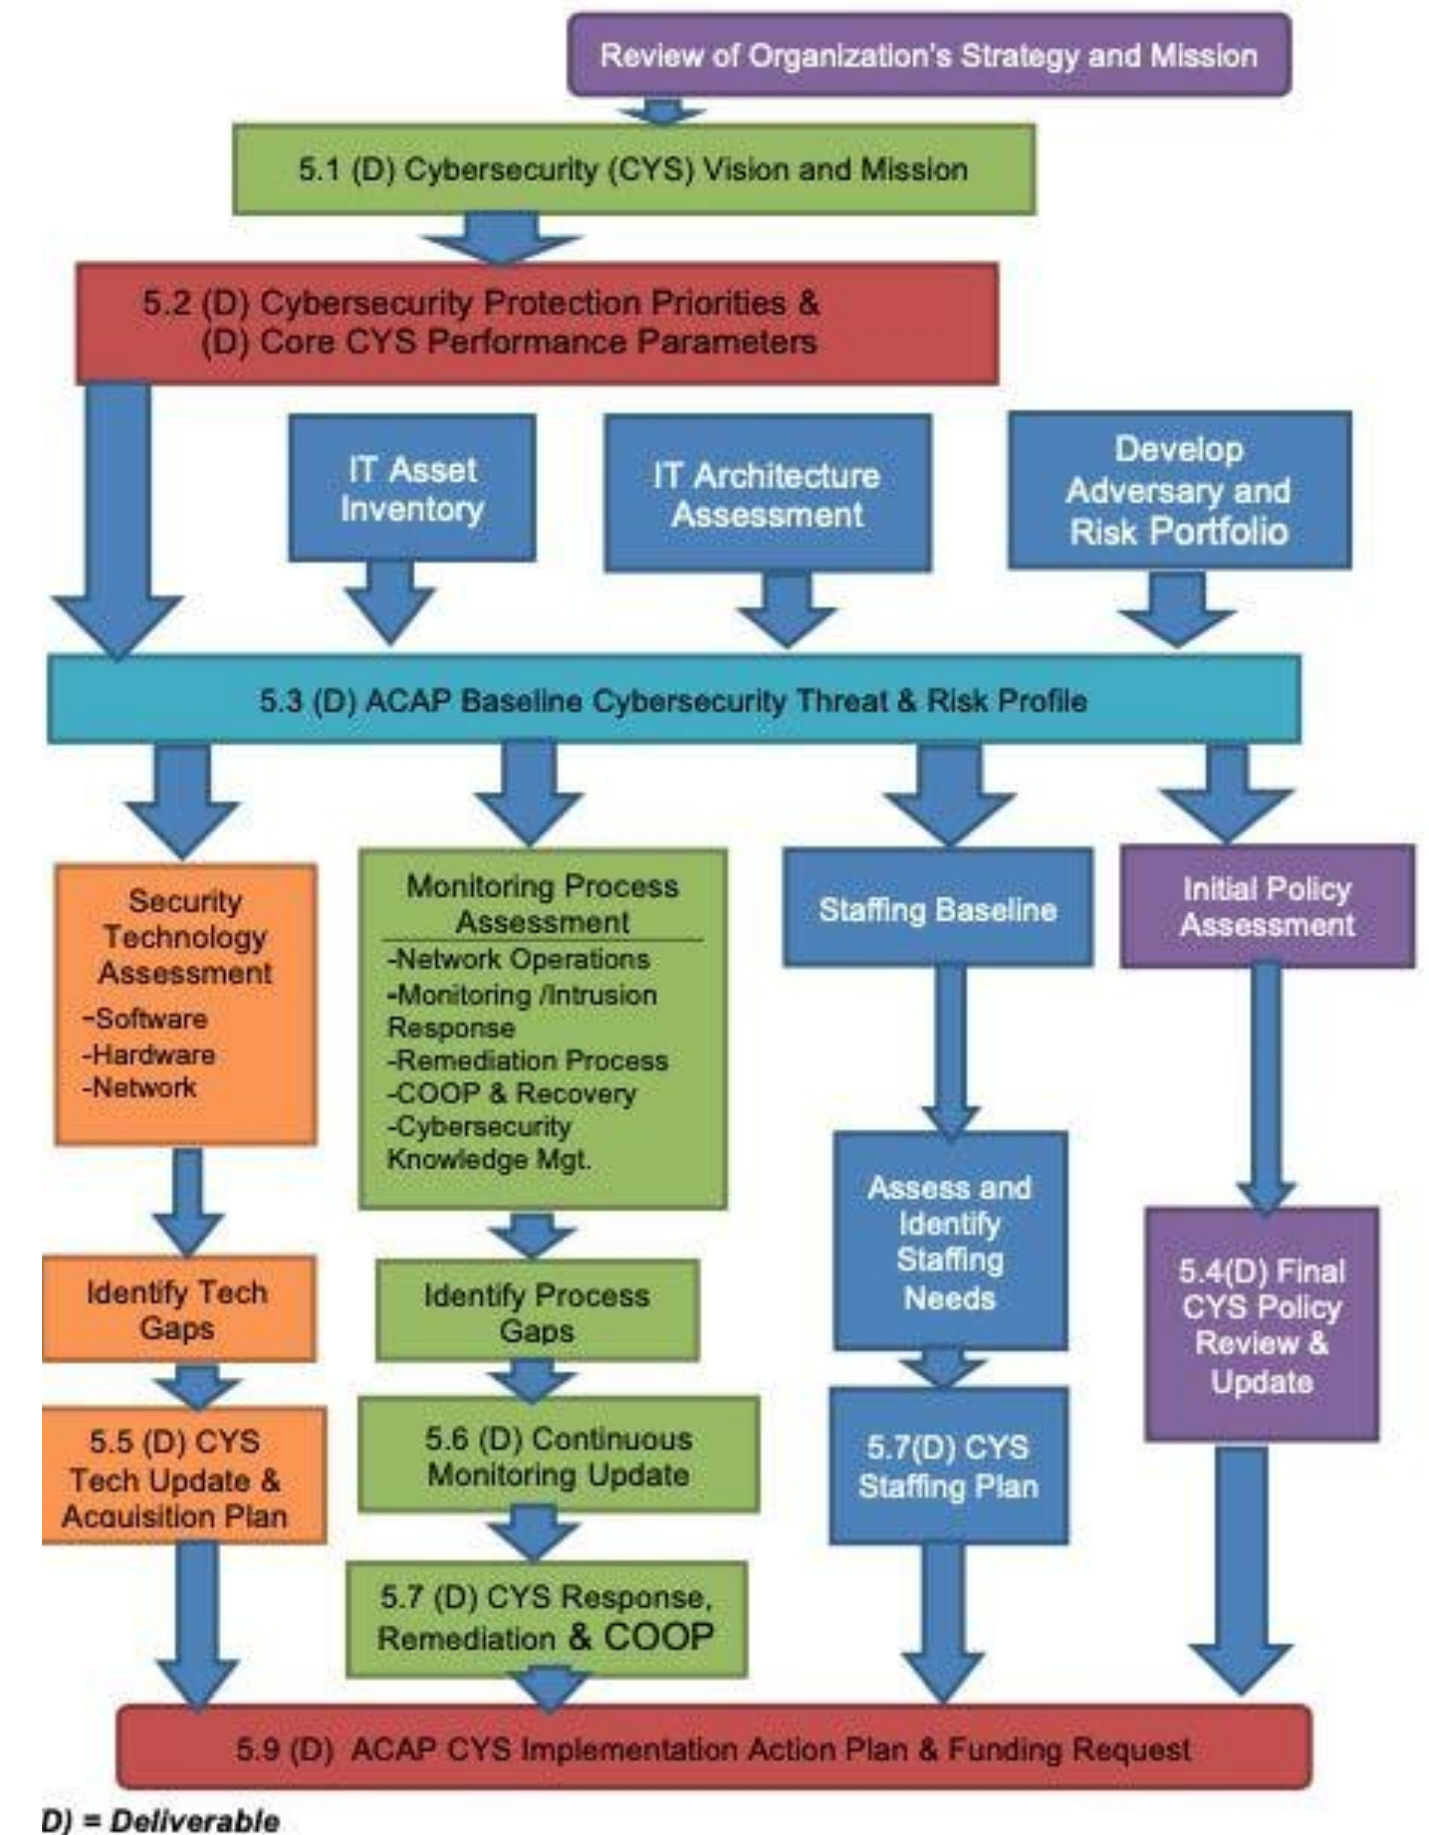 Review of Organization's Strategy and Mission
5.1 (D) Cybersecurity (CYS) Vision and Mission
5.2 (D) Cybersecurity Protection Priorities &
(D) Core CYS Performance Parameters
IT Asset
Inventory
IT Architecture
Assessment
Develop
Adversary and
Risk Portfolio
5.3 (D) ACAP Baseline Cybersecurity Threat & Risk Profile
Security
Technology
Assessment
-Software
-Hardware
-Network
Monitoring Process
Assessment
-Network Operations
-Monitoring /Intrusion
Response
-Remediation Process
-COOP & Recovery
-Cybersecurity
Knowledge Mgt.
Staffing Baseline
Initial Policy
Assessment
Assess and
Identify
Staffing
Needs
5.4(D) Final
CYS Policy
Review &
Update
Identify Tech
Gaps
Identify Process
Gaps
5.5 (D) CYS
Tech Update &
Acquisition Plan
5.6 (D) Continuous
Monitoring Update
5.7(D) CYS
Staffing Plan
5.7 (D) CYS Response,
Remediation & COOP
5.9 (D) ACAP CYS Implementation Action Plan & Funding Request
D) = Deliverable